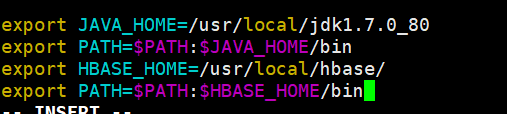 export JAVA_HOME=/usr/local/jdk1.7.0_80
export PATH=$PATH:$JAVA_HOME/bin
export HBASE_HOME=/usr/local/hbase/
export PATH=$PATH:$HBASE_HOME/bin
-- INSERT --